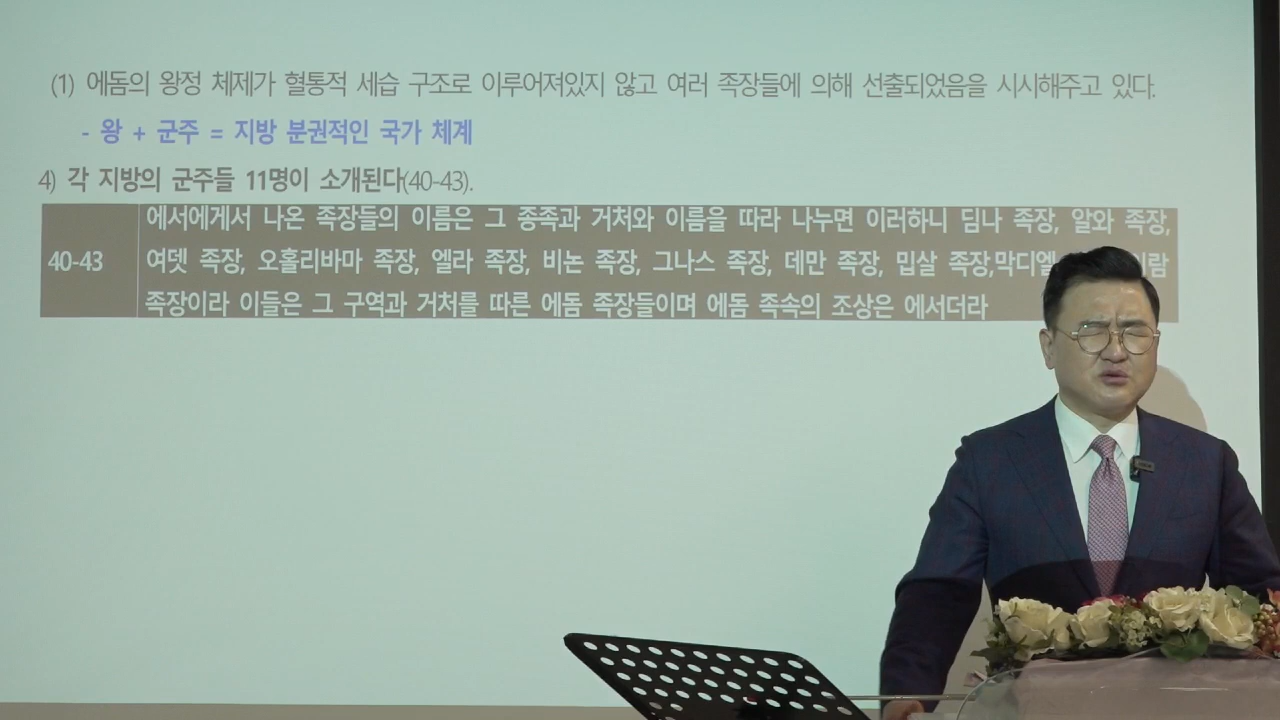 (1) 에돔의 왕정 체제가 혈통적 세습 구조로 이루어져있지 않고 여러 족장들에 의해 선출되었음을 시시해주고 있다.
- 왕 + 군주 = 지방 분권적인 국가 체계
4) 각 지방의 군주들 11명이 소개된다(40-43).
에서에게서 나온 족장들의 이름은 그 종족과 거처와 이름을 따라 나누면 이러하니 딤나 족장, 알와 족장,
40-43 여뎃 족장, 오홀리바마 족장, 엘라 족장, 비논 족장, 그나스 족장, 데만 족장, 밉살 족장,막디엘 이람
족장이라 이들은 그 구역과 거처를 따른 에돔 족장들이며 에돔 족속의 조상은 에서더라